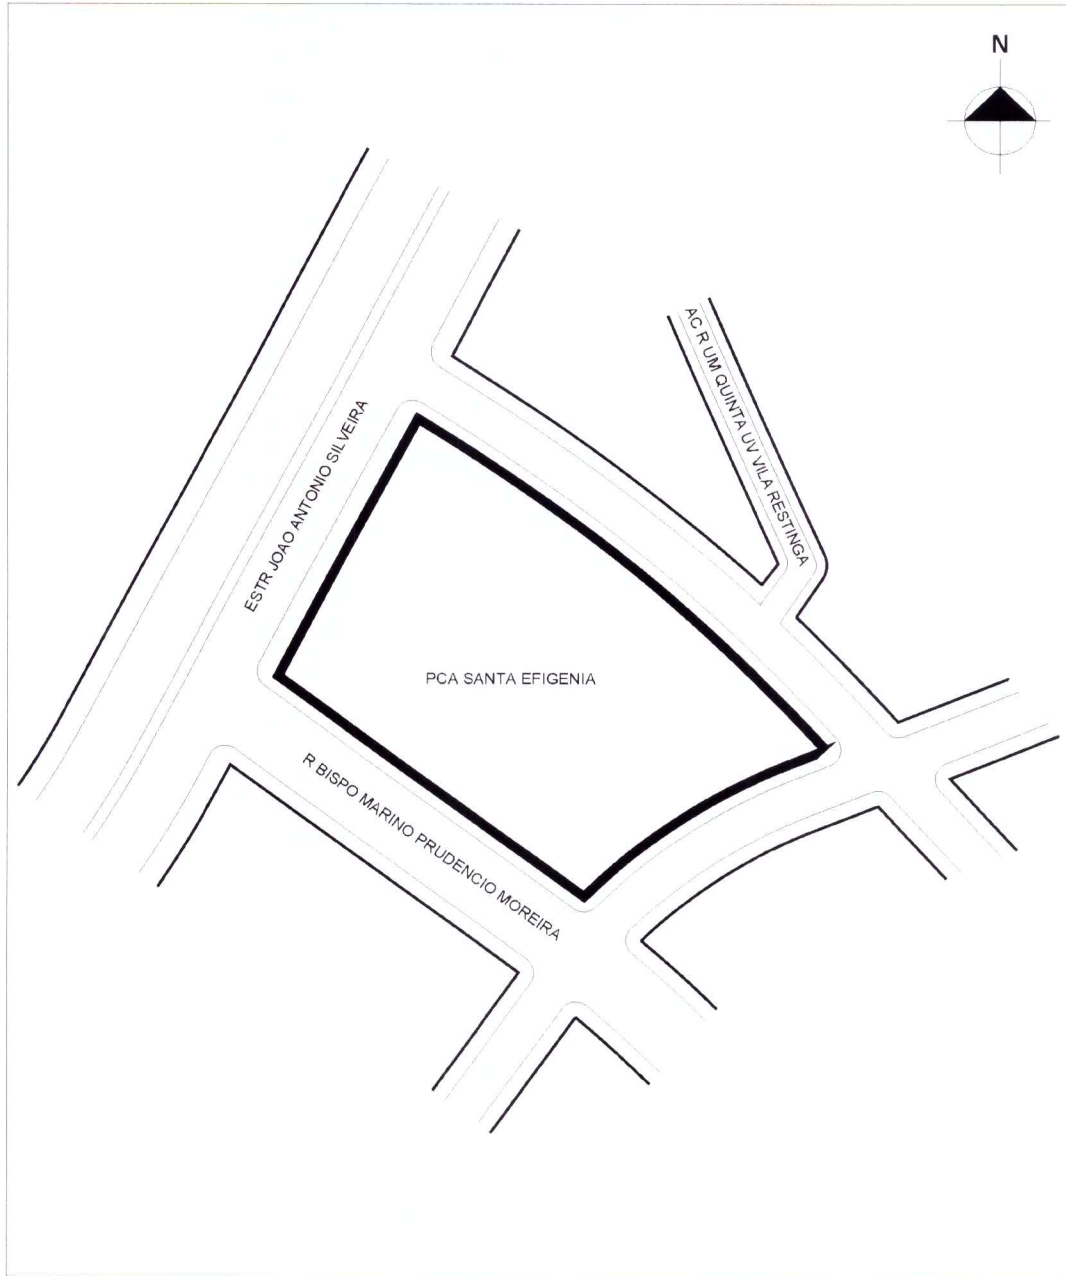 N
AC R UM QUINTA UV VILA RESTINGA
ESTR JOAO ANTONIO SILVEIRA
PCA SANTA EFIGENIA
R BISPO MARINO PRUDENCIO MOREIRA